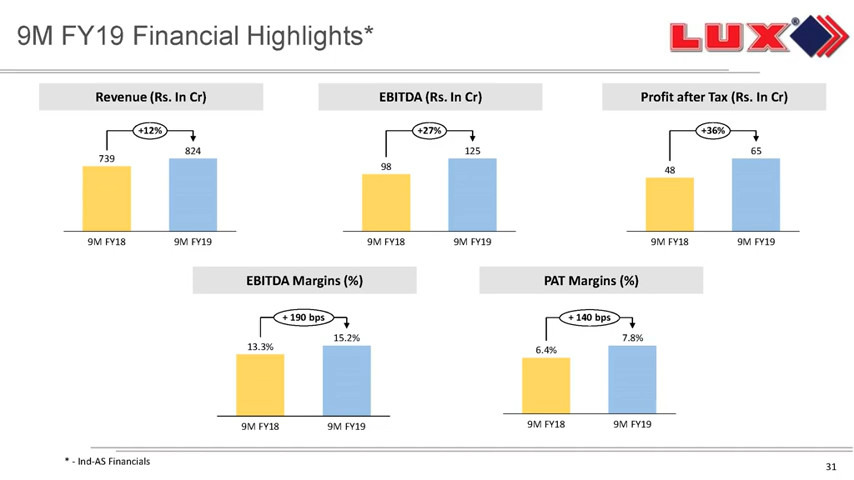 9M FY19 Financial Highlights*
LUX®
Revenue (Rs. In Cr)
+12%
739
824
9M FY18
9M FY19
EBITDA (Rs. In Cr)
+27%
98
125
9M FY18
9M FY19
Profit after Tax (Rs. In Cr)
+36%
48
65
9M FY18
9M FY19
EBITDA Margins (%)
+ 190 bps
13.3%
15.2%
9M FY18
9M FY19
PAT Margins (%)
+ 140 bps
6.4%
7.8%
9M FY18
9M FY19
* - Ind-AS Financials
31